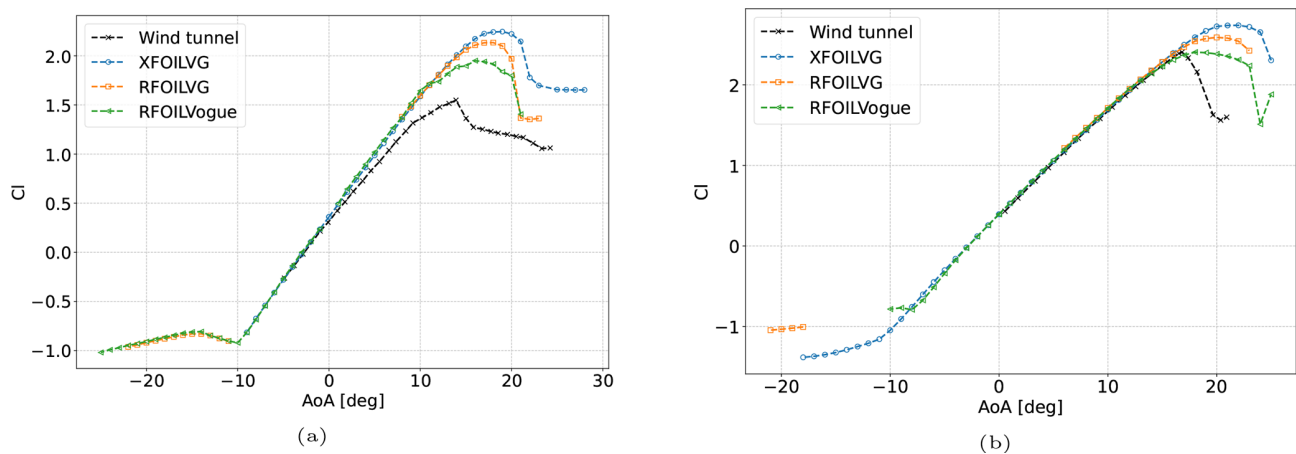 Wind tunnel
XFOILVG
RFOILVG
RFOILVogue
2.0
1.5
1.0
0.5
0.0
−0.5
−1.0
Cl
−20
−10
0
10
20
30
AoA [deg]
(a)
Wind tunnel
XFOILVG
RFOILVG
RFOILVogue
2
1
0
−1
Cl
−20
−10
0
10
20
AoA [deg]
(b)